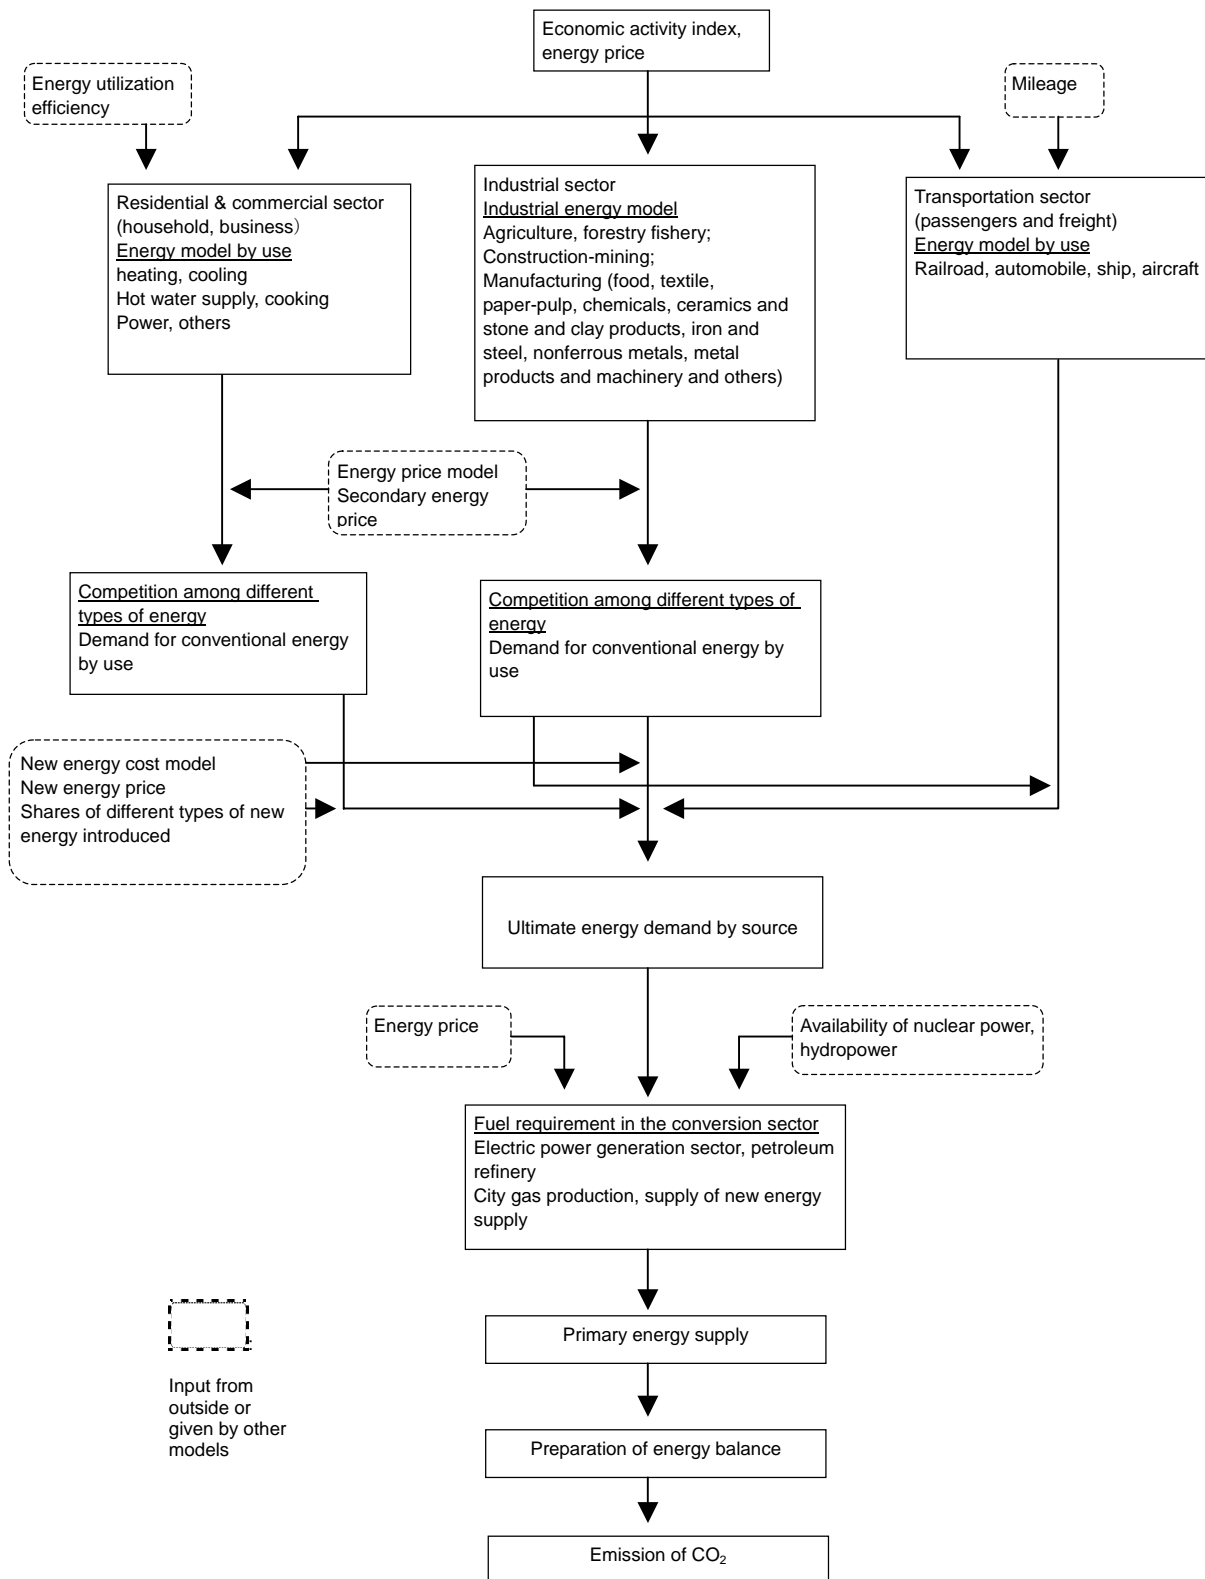 Economic activity index,
energy price
Energy utilization
efficiency
Mileage
Residential & commercial sector
(household, business）
Energy model by use
heating, cooling
Hot water supply, cooking
Power, others
Industrial sector
Industrial energy model
Agriculture, forestry fishery;
Construction-mining;
Manufacturing (food, textile,
paper-pulp, chemicals, ceramics and
stone and clay products, iron and
steel, nonferrous metals, metal
products and machinery and others)
Transportation sector
(passengers and freight)
Energy model by use
Railroad, automobile, ship, aircraft
Energy price model
Secondary energy
price
Competition among different
types of energy
Demand for conventional energy
by use
Competition among different types of
energy
Demand for conventional energy by
use
New energy cost model
New energy price
Shares of different types of new
energy introduced
Ultimate energy demand by source
Energy price
Availability of nuclear power,
hydropower
Fuel requirement in the conversion sector
Electric power generation sector, petroleum
refinery
City gas production, supply of new energy
supply
Primary energy supply
Input from
outside or
given by other
models
Preparation of energy balance
Emission of CO₂